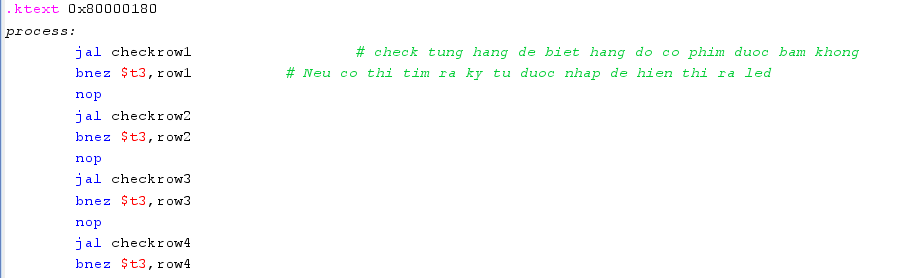 .ktext 0x80000180
process:
jal checkrow1 # check tung hang de biet hang do co phim duoc bam khong
bnez $t3,row1 # Neu co thi tim ra ky tu duoc nhap de hien thi ra led
nop
jal checkrow2
bnez $t3,row2
nop
jal checkrow3
bnez $t3,row3
nop
jal checkrow4
bnez $t3,row4